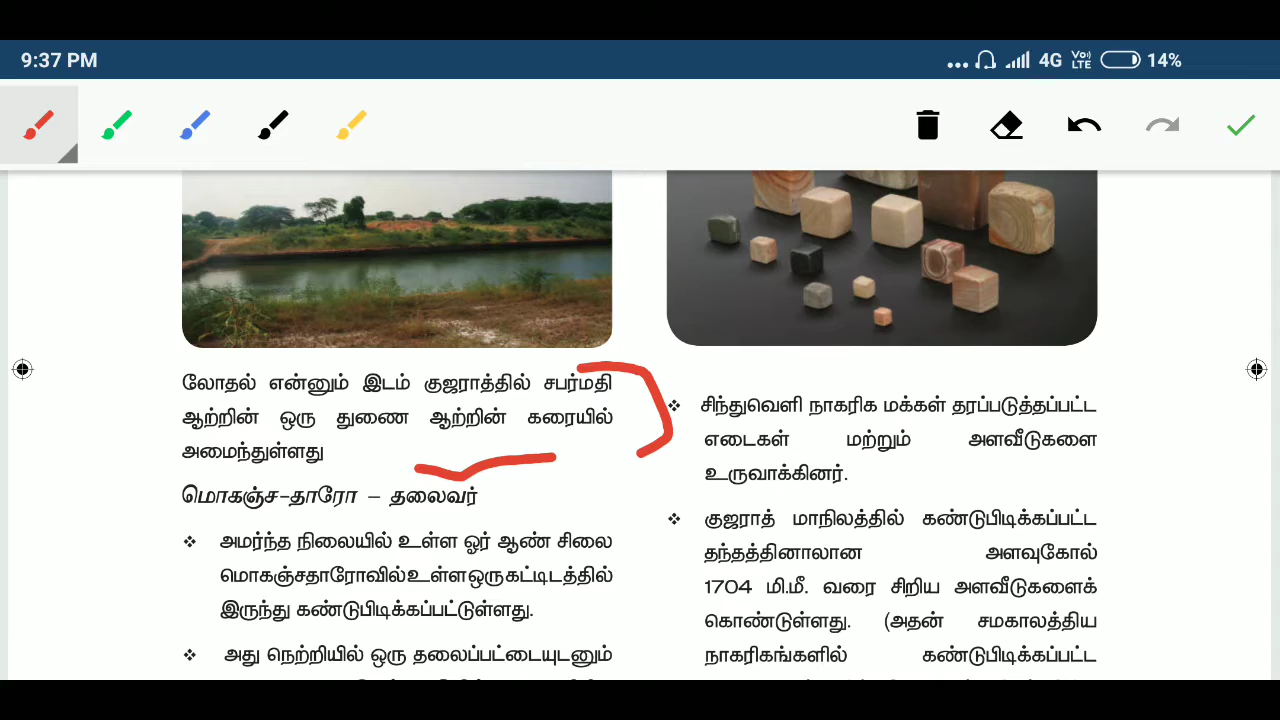 9:37 PM
4G
Vo)
LTE
14%
லோதல் என்னும் இடம் குஜராத்தில் சபர்மதி
ஆற்றின் ஒரு துணை ஆற்றின் கரையில்
அமைந்துள்ளது
மொகஞ்ச-தாரோ – தலைவர்
அமர்ந்த நிலையில் உள்ள ஓர் ஆண் சிலை
மொகஞ்சதாரோவில் உள்ள ஒரு கட்டிடத்தில்
இருந்து கண்டுபிடிக்கப்பட்டுள்ளது.
அது நெற்றியில் ஒரு தலைப்பட்டையுடனும்
சிந்துவெளி நாகரிக மக்கள் தரப்படுத்தப்பட்ட
எடைகள் மற்றும் அளவீடுகளை
உருவாக்கினர்.
குஜராத் மாநிலத்தில் கண்டுபிடிக்கப்பட்ட
தந்தத்தினாலான அளவுகோல்
1704 மி.மீ. வரை சிறிய அளவீடுகளைக்
கொண்டுள்ளது. (அதன் சமகாலத்திய
நாகரிகங்களில் கண்டுபிடிக்கப்பட்ட